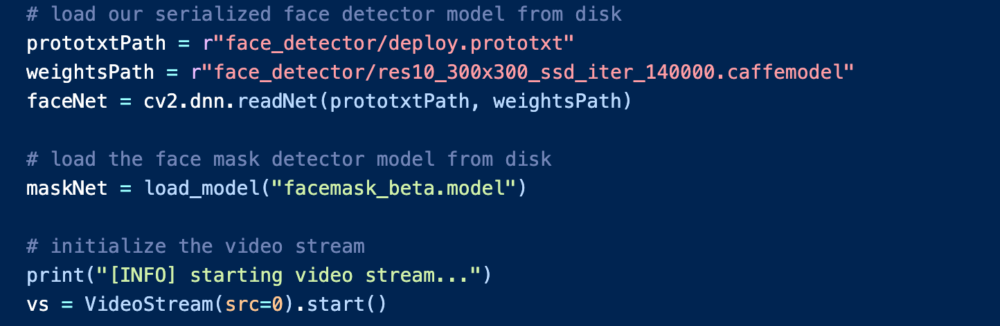 # load our serialized face detector model from disk
prototxtPath = r"face_detector/deploy.prototxt"
weightsPath = r"face_detector/res10_300x300_ssd_iter_140000.caffemodel"
faceNet = cv2.dnn.readNet(prototxtPath, weightsPath)
# load the face mask detector model from disk
maskNet = load_model("facemask_beta.model")
# initialize the video stream
print("[INFO] starting video stream...")
vs = VideoStream(src=0).start()